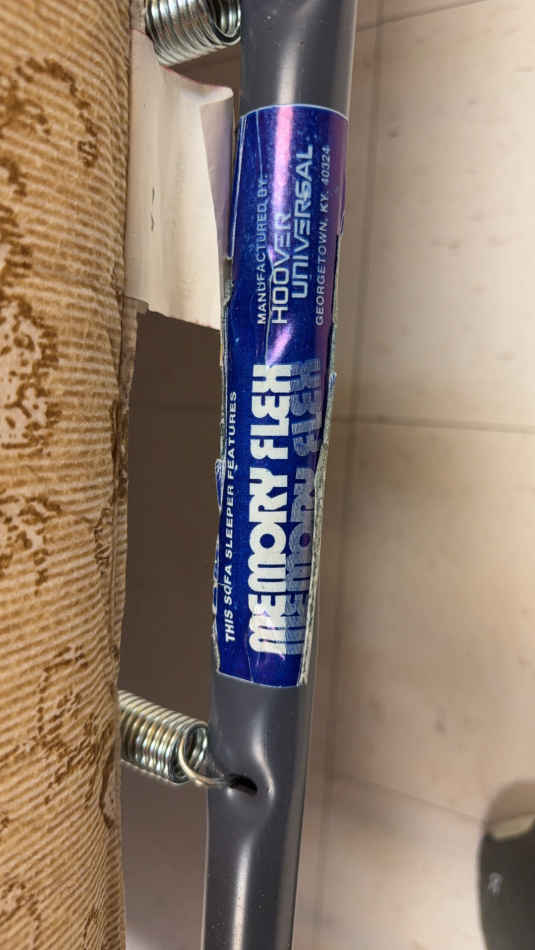 THIS SOFA SLEEPER FEATURES
MEMORY FLEX
MEMORY FLEX
MANUFACTURED BY:
HOOVER
UNIVERSAL
GEORGETOWN, KY. 40324